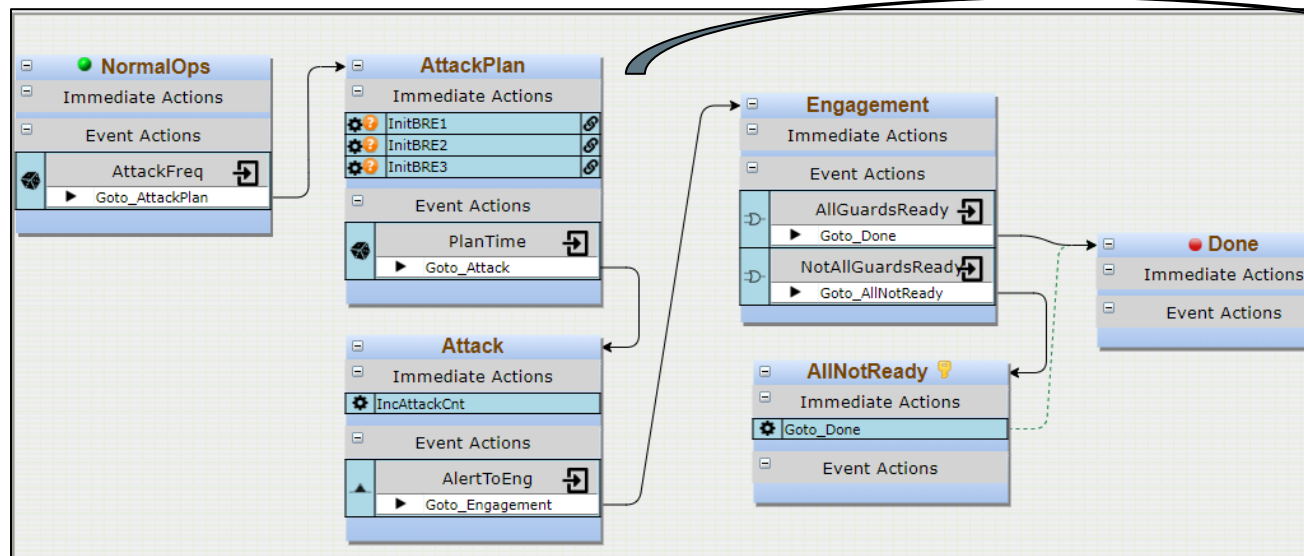 NormalOps
Immediate Actions
Event Actions
AttackFreq
Goto_AttackPlan
AttackPlan
Immediate Actions
InitBRE1
InitBRE2
InitBRE3
Event Actions
PlanTime
Goto_Attack
Attack
Immediate Actions
IncAttackCnt
Event Actions
AlertToEng
Goto_Engagement
Engagement
Immediate Actions
Event Actions
AllGuardsReady
Goto_Done
NotAllGuardsReady
Goto_AllNotReady
AllNotReady
Immediate Actions
Goto_Done
Event Actions
Done
Immediate Actions
Event Actions